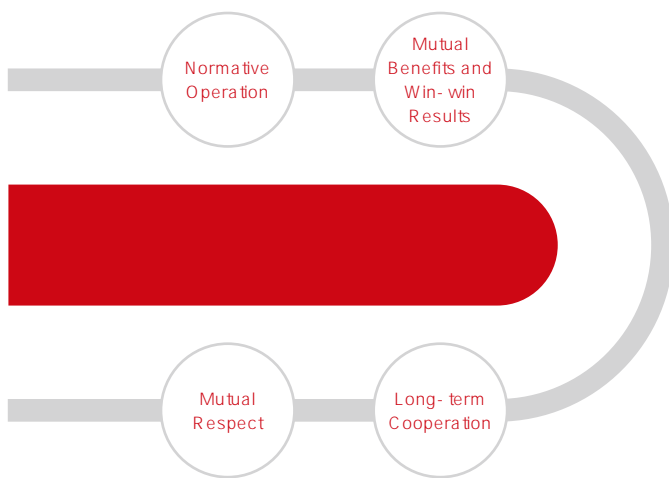 Normative
Operation
Mutual
Benefits and
Win-win
Results
Mutual
Respect
Long-term
Cooperation